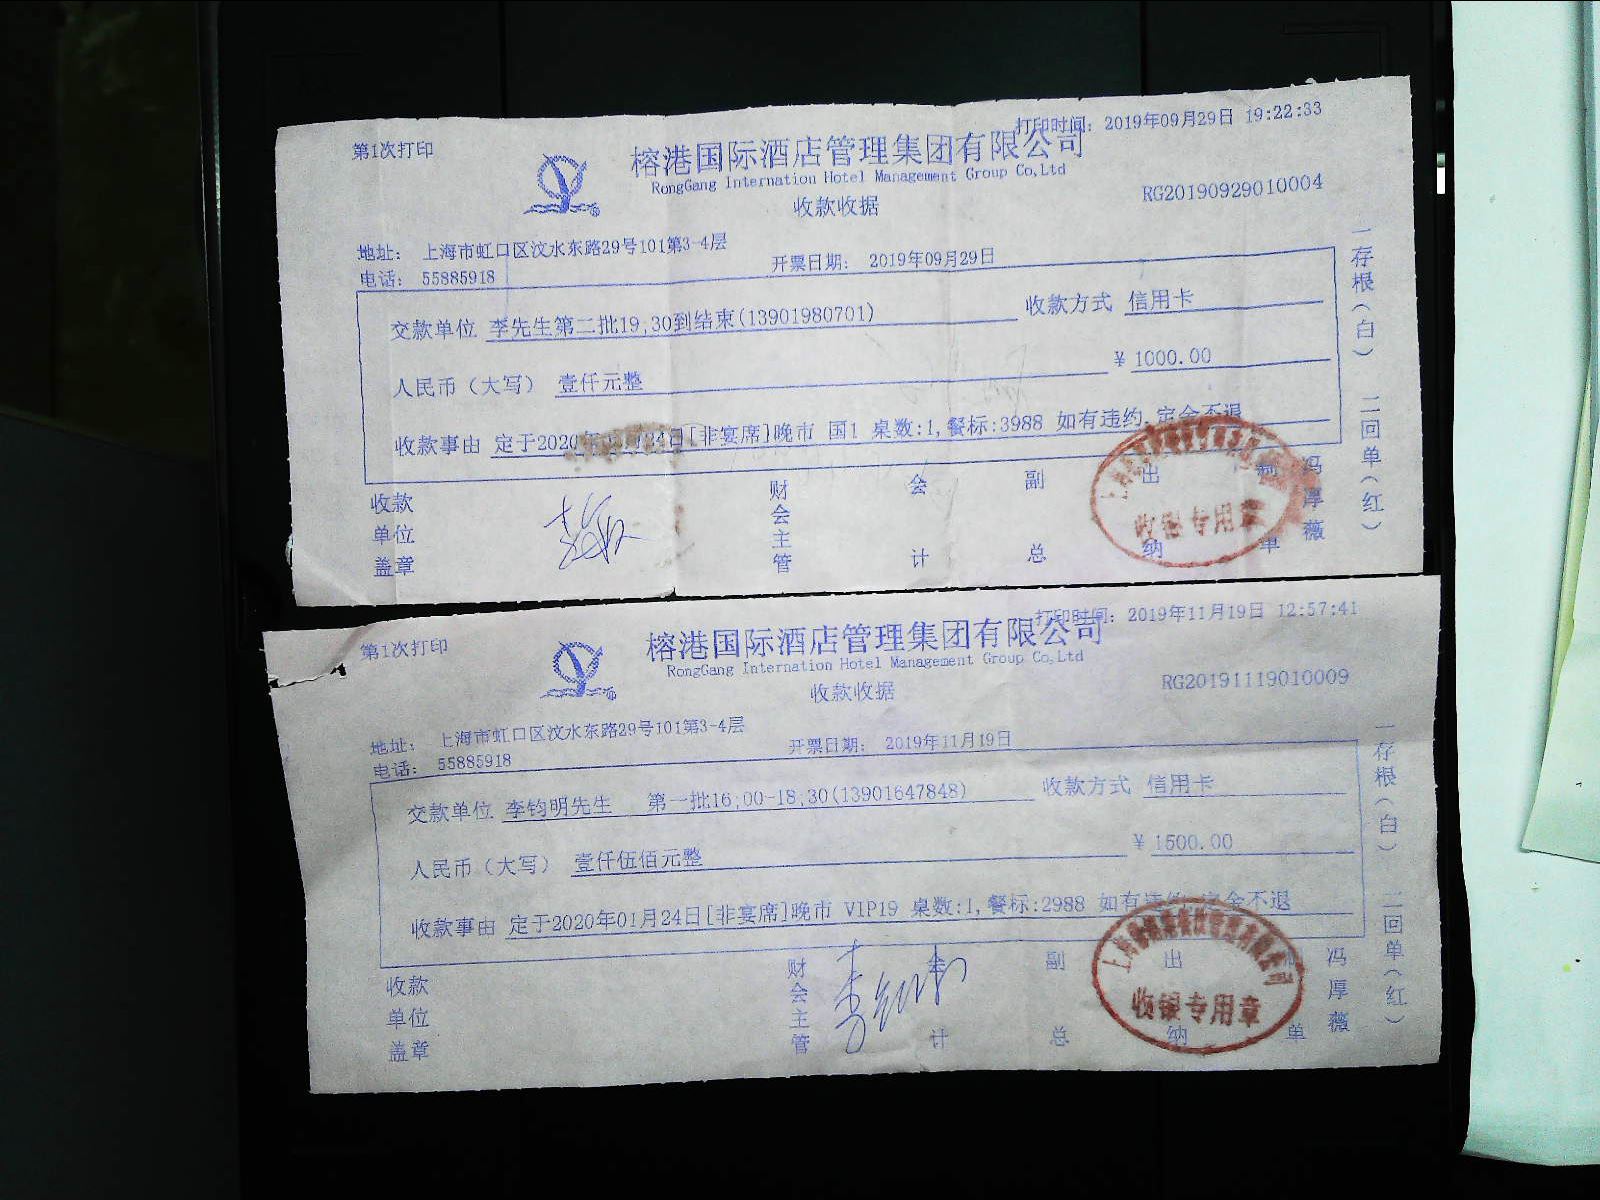 第1次打印
打印时间: 2019年09月29日 19:22:33
榕港国际酒店管理集团有限公司
RongGang Internation Hotel Management Group Co,Ltd
收款收据
RG20190929010004
地址: 上海市虹口区汶水东路29号101第3-4层
电话: 55885918
开票日期: 2019年09月29日
交款单位 李先生第二批19;30到结束(13901980701) 收款方式 信用卡
人民币（大写） 壹仟元整 ¥ 1000.00
收款事由 定于2020年 月24日[非宴席]晚市 国1 桌数:1,餐标:3988 如有违约,定金不退
收款单位盖章 财会主管 会计 副总 出纳 制单 冯厚薇
收银专用章
一存根(白) 二回单(红)
第1次打印
打印时间: 2019年11月19日 12:57:41
榕港国际酒店管理集团有限公司
RongGang Internation Hotel Management Group Co,Ltd
收款收据
RG20191119010009
地址: 上海市虹口区汶水东路29号101第3-4层
电话: 55885918
开票日期: 2019年11月19日
交款单位 李钧明先生 第一批16;00-18;30(13901647848) 收款方式 信用卡
人民币（大写） 壹仟伍佰元整 ¥ 1500.00
收款事由 定于2020年01月24日[非宴席]晚市 VIP19 桌数:1,餐标:2988 如有违约,定金不退
收款单位盖章 财会主管 会计 副总 出纳 制单 冯厚薇
收银专用章
一存根(白) 二回单(红)